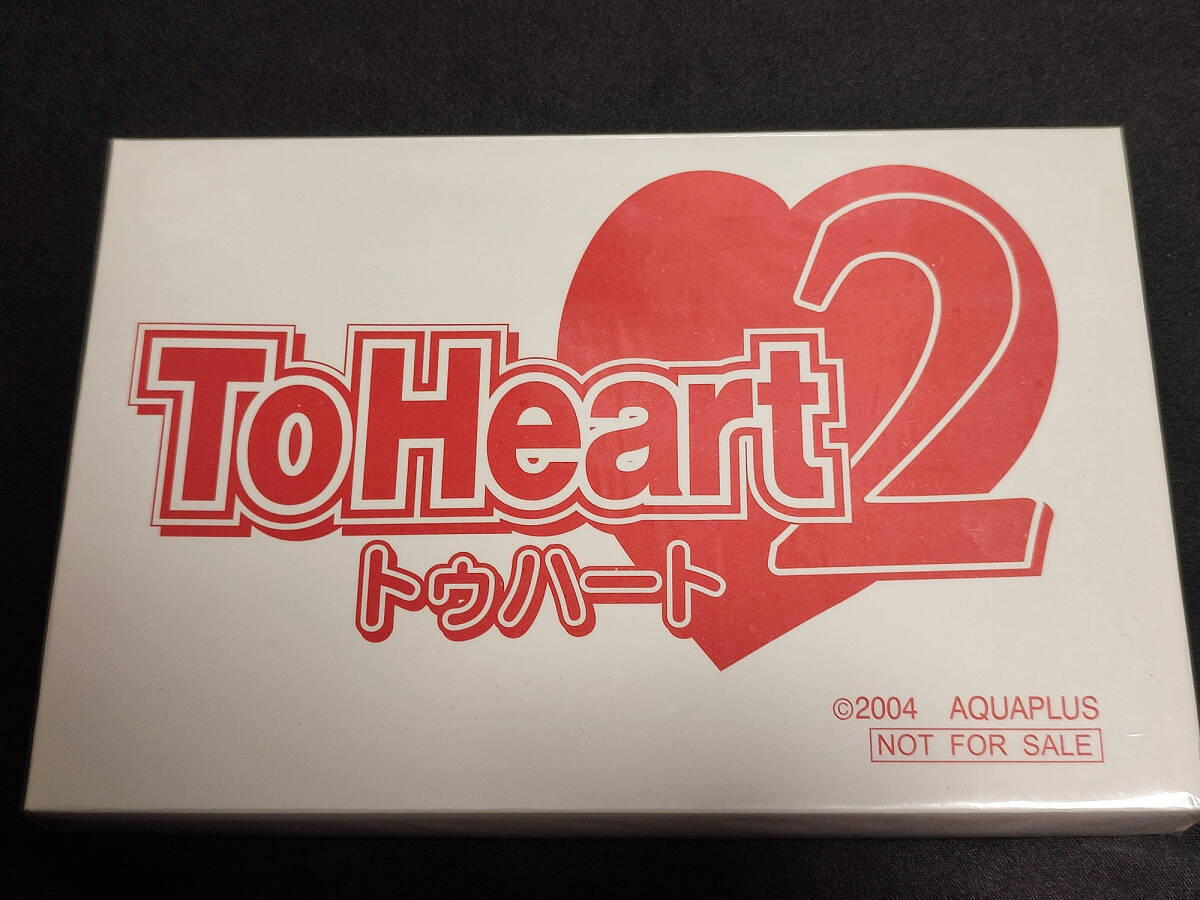 ToHeart2
トゥハート
©2004 AQUAPLUS
NOT FOR SALE